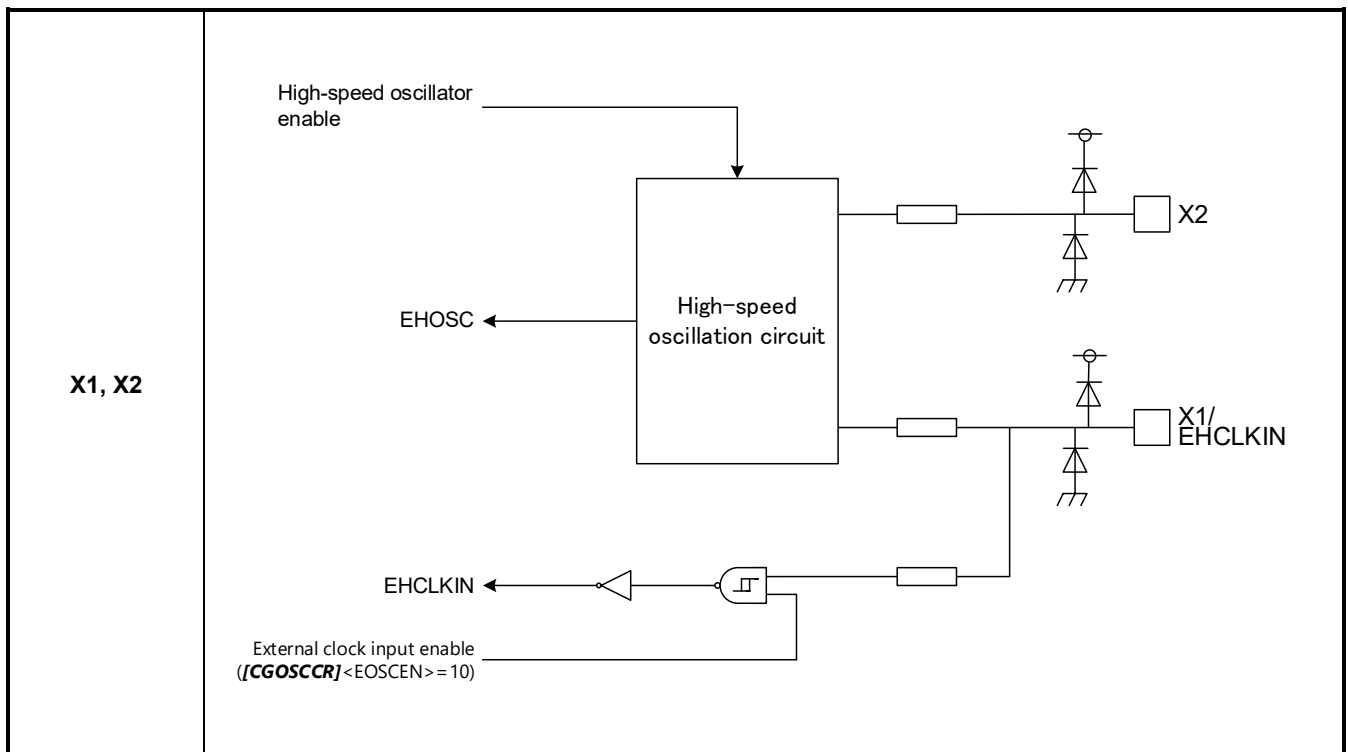 X1, X2
High-speed oscillator
enable
X2
High-speed
oscillation circuit
EHOSC
X1/
EHCLKIN
EHCLKIN
External clock input enable
([CGOSCCR]<EOSCEN>=10)